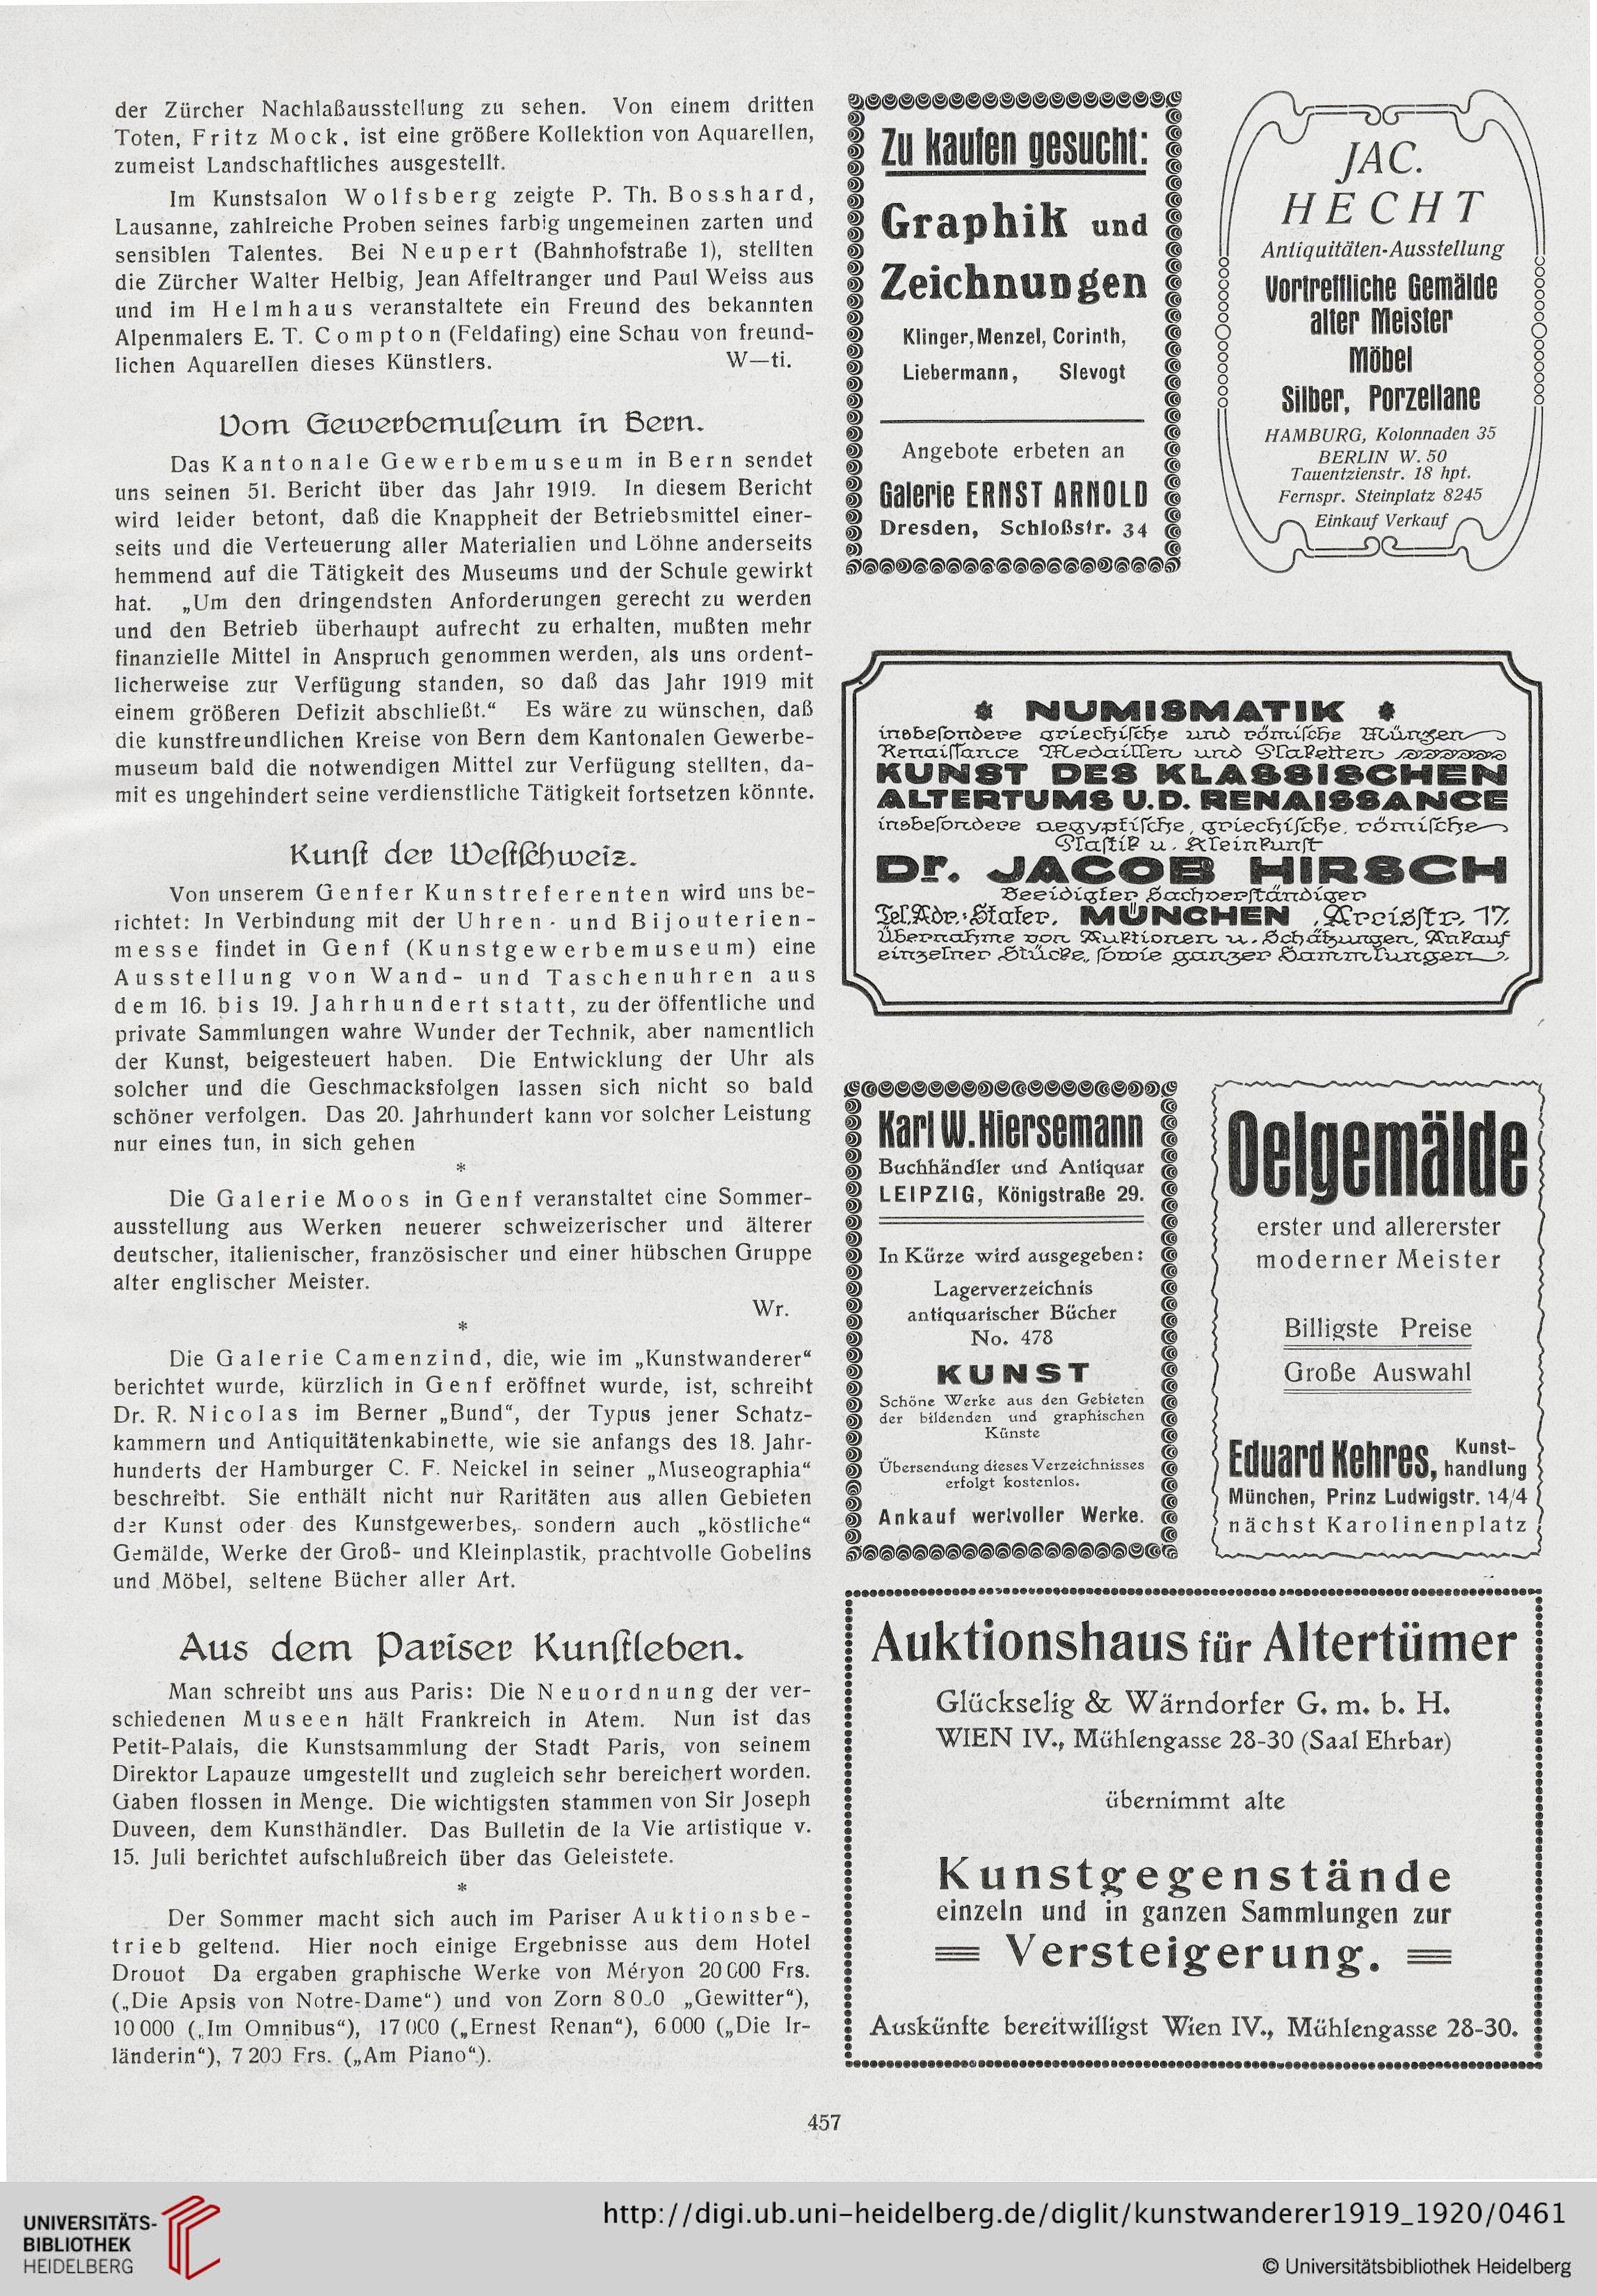 der Zürcher Nachlaßausstellung zu sehen. Von einem dritten
Toten, Fritz Mock, ist eine größere Kollektion von Aquarellen,
zumeist Landschaftliches ausgestellt.
Im Kunstsalon Wolfsberg zeigte P. Th. Bosshard,
Lausanne, zahlreiche Proben seines farbig ungemeinen zarten und
sensiblen Talentes. Bei Neupert (Bahnhofstraße 1), stellten
die Zürcher Walter Helbig, Jean Affeltranger und Paul Weiss aus
und im Helmhaus veranstaltete ein Freund des bekannten
Alpenmalers E. T. Compton (Feldafing) eine Schau von freund-
lichen Aquarellen dieses Künstlers. W—ti.
Vom Gewerbemuſeum in Bern.
Das Kantonale Gewerbemuseum in Bern sendet
uns seinen 51. Bericht über das Jahr 1919. In diesem Bericht
wird leider betont, daß die Knappheit der Betriebsmittel einer-
seits und die Verteuerung aller Materialien und Löhne anderseits
hemmend auf die Tätigkeit des Museums und der Schule gewirkt
hat. „Um den dringendsten Anforderungen gerecht zu werden
und den Betrieb überhaupt aufrecht zu erhalten, mußten mehr
finanzielle Mittel in Anspruch genommen werden, als uns ordent-
licherweise zur Verfügung standen, so daß das Jahr 1919 mit
einem größeren Defizit abschließt.“ Es wäre zu wünschen, daß
die kunstfreundlichen Kreise von Bern dem Kantonalen Gewerbe-
museum bald die notwendigen Mittel zur Verfügung stellten, da-
mit es ungehindert seine verdienstliche Tätigkeit fortsetzen könnte.
Kunſt der Weſtſchweiz.
Von unserem Genfer Kunstreferenten wird uns be-
richtet: In Verbindung mit der Uhren- und Bijouterien-
messe findet in Genf (Kunstgewerbemuseum) eine
Ausstellung von Wand- und Taschenuhren aus
dem 16. bis 19. Jahrhundert statt, zu der öffentliche und
private Sammlungen wahre Wunder der Technik, aber namentlich
der Kunst, beigesteuert haben. Die Entwicklung der Uhr als
solcher und die Geschmacksfolgen lassen sich nicht so bald
schöner verfolgen. Das 20. Jahrhundert kann vor solcher Leistung
nur eines tun, in sich gehen
*
Die Galerie Moos in Genf veranstaltet eine Sommer-
ausstellung aus Werken neuerer schweizerischer und älterer
deutscher, italienischer, französischer und einer hübschen Gruppe
alter englischer Meister.
Wr.
*
Die Galerie Camenzind, die, wie im „Kunstwanderer“
berichtet wurde, kürzlich in Genf eröffnet wurde, ist, schreibt
Dr. R. Nicolas im Berner „Bund“, der Typus jener Schatz-
kammern und Antiquitätenkabinette, wie sie anfangs des 18. Jahr-
hunderts der Hamburger C. F. Neickel in seiner „Museographia“
beschreibt. Sie enthält nicht nur Raritäten aus allen Gebieten
der Kunst oder des Kunstgewerbes, sondern auch „köstliche“
Gemälde, Werke der Groß- und Kleinplastik, prachtvolle Gobelins
und Möbel, seltene Bücher aller Art.
Aus dem Pariser Kunſtleben.
Man schreibt uns aus Paris: Die Neuordnung der ver-
schiedenen Museen hält Frankreich in Atem. Nun ist das
Petit-Palais, die Kunstsammlung der Stadt Paris, von seinem
Direktor Lapauze umgestellt und zugleich sehr bereichert worden.
Gaben flossen in Menge. Die wichtigsten stammen von Sir Joseph
Duveen, dem Kunsthändler. Das Bulletin de la Vie artistique v.
15. Juli berichtet aufschlußreich über das Geleistete.
*
Der Sommer macht sich auch im Pariser Auktionsbe-
trieb geltend. Hier noch einige Ergebnisse aus dem Hotel
Drouot Da ergaben graphische Werke von Méryon 20 000 Frs.
(„Die Apsis von Notre-Dame“) und von Zorn „Gewitter“),
10 000 („Im Omnibus“), 17 000 („Ernest Renan“), 6 000 („Die Ir-
länderin“), 7 200 Frs. („Am Piano“).
Zu kaufen gesucht:
Graphik und
Zeichnungen
Klinger, Menzel, Corinth,
Liebermann, Slevogt
Angebote erbeten an
Galerie ERNST ARNOLD
Dresden, Schloßstr. 34
JAC.
HECHT
Antiquitäten-Ausstellung
Vortreffliche Gemälde
alter Meister
Möbel
Silber, Porzellane
HAMBURG, Kolonnaden 35
BERLIN W. 50
Tauentzienstr. 18 hpt.
Fernspr. Steinplatz 8245
Einkauf Verkauf
NUMISMATIK
insbeſondere griechiſche und römiſche Münzen
Renaiſſance Medaillen und Plaketten
KUNST DES KLASSISCHEN
ALTERTUMS U. D. RENAISSANCE
insbeſondere aegyptiſche, griechiſche, römiſche
Plaſtik u. Kleinkunſt
Dr. JACOB HIRSCH
Beeidigter Sachverſtändiger
Tel. Adr.: Stater, MÜNCHEN, Arcisſtr. 17.
Übernahme von Auktionen u. Schätzungen, Ankauf
einzelner Stücke, ſowie ganzer Sammlungen.
Karl W. Hiersemann
Buchhändler und Antiquar
LEIPZIG, Königstraße 29.
In Kürze wird ausgegeben:
Lagerverzeichnis
antiquarischer Bücher
No. 478
KUNST
Schöne Werke aus den Gebieten
der bildenden und graphischen
Künste
Übersendung dieses Verzeichnisses
erfolgt kostenlos.
Ankauf wertvoller Werke.
Oelgemälde
erster und allererster
moderner Meister
Billigste Preise
Große Auswahl
Eduard Kehres, Kunst-
handlung
München, Prinz Ludwigstr. 14/4
nächst Karolinenplatz
Auktionshaus für Altertümer
Glückselig & Wärndorfer G. m. b. H.
WIEN IV., Mühlengasse 28-30 (Saal Ehrbar)
übernimmt alte
Kunstgegenstände
einzeln und in ganzen Sammlungen zur
Versteigerung.
Auskünfte bereitwilligst Wien IV., Mühlengasse 28-30.
457
UNIVERSITÄTS-
BIBLIOTHEK
HEIDELBERG
http://digi.ub.uni-heidelberg.de/diglit/kunstwanderer1919_1920/0461
© Universitätsbibliothek Heidelberg